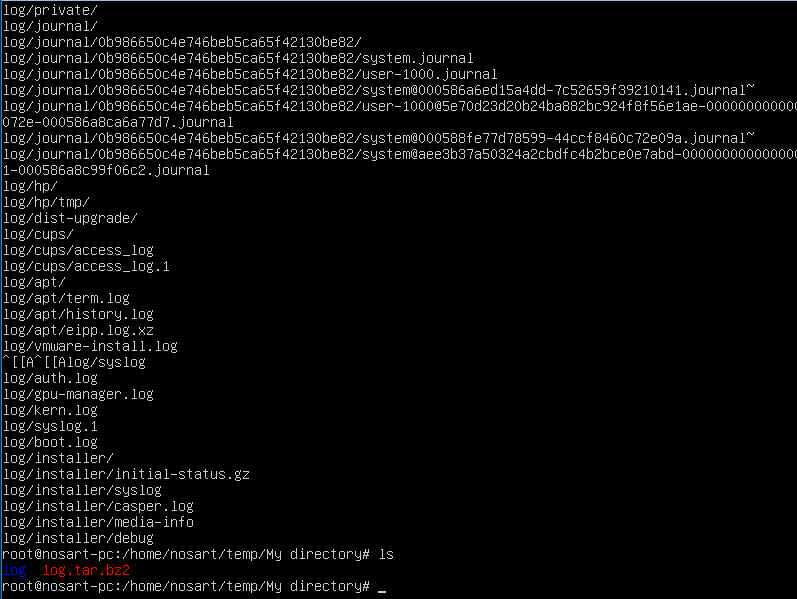 log/private/
log/journal/
log/journal/0b986650c4e746beb5ca65f42130be82/
log/journal/0b986650c4e746beb5ca65f42130be82/system.journal
log/journal/0b986650c4e746beb5ca65f42130be82/user-1000.journal
log/journal/0b986650c4e746beb5ca65f42130be82/system@000586a6ed15a4dd-7c52659f39210141.journal~
log/journal/0b986650c4e746beb5ca65f42130be82/user-1000@5e70d23d20b24ba882bc924f8f56e1ae-000000000000
072e-000586a8ca6a77d7.journal
log/journal/0b986650c4e746beb5ca65f42130be82/system@000588fe77d78599-44ccf8460c72e09a.journal~
log/journal/0b986650c4e746beb5ca65f42130be82/system@aee3b37a50324a2cbdfc4b2bce0e7abd-000000000000000
1-000586a8c99f06c2.journal
log/hp/
log/hp/tmp/
log/dist-upgrade/
log/cups/
log/cups/access_log
log/cups/access_log.1
log/apt/
log/apt/term.log
log/apt/history.log
log/apt/eipp.log.xz
log/vmware-install.log
^[[A^[[Alog/syslog
log/auth.log
log/gpu-manager.log
log/kern.log
log/syslog.1
log/boot.log
log/installer/
log/installer/initial-status.gz
log/installer/syslog
log/installer/casper.log
log/installer/media-info
log/installer/debug
root@nosart-pc:/home/nosart/temp/My directory# ls
log  log.tar.bz2
root@nosart-pc:/home/nosart/temp/My directory# _